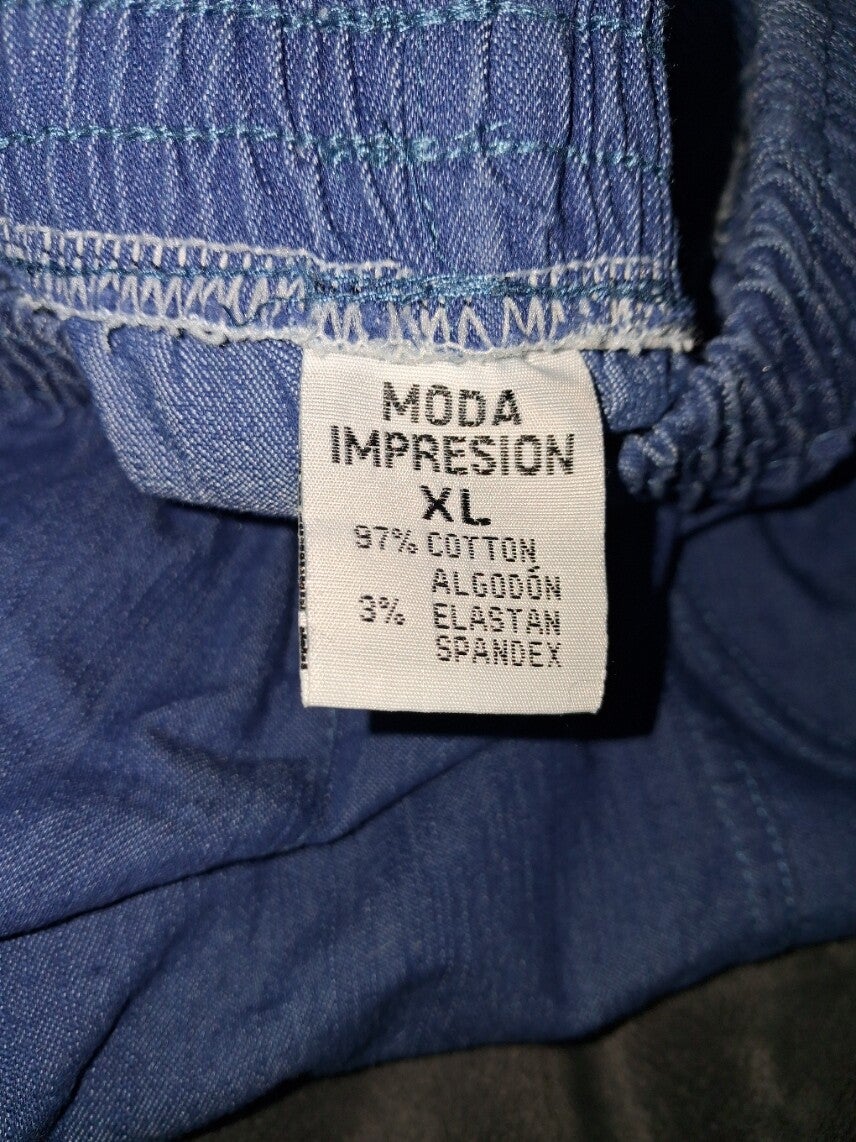 MODA
IMPRESION
XL
97% COTTON
ALGODÓN
3% ELASTAN
SPANDEX